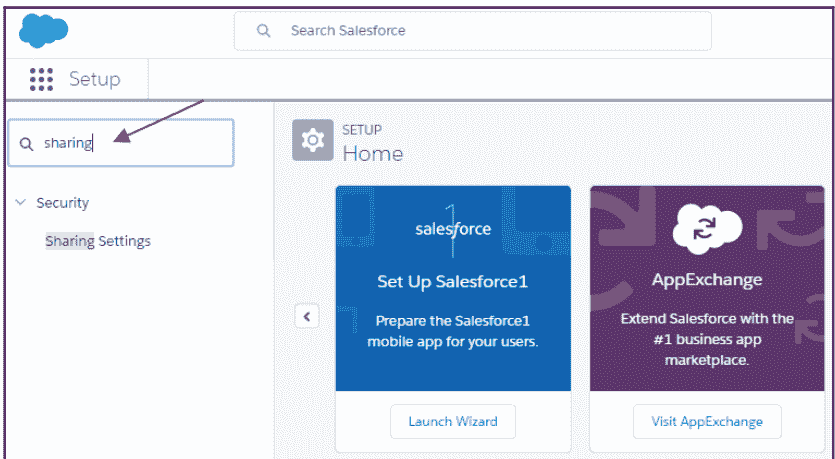 Search Salesforce
Setup
sharing
Security
Sharing Settings
SETUP
Home
1
salesforce
Set Up Salesforce1
Prepare the Salesforce1
mobile app for your users.
Launch Wizard
AppExchange
Extend Salesforce with the
#1 business app
marketplace.
Visit AppExchange